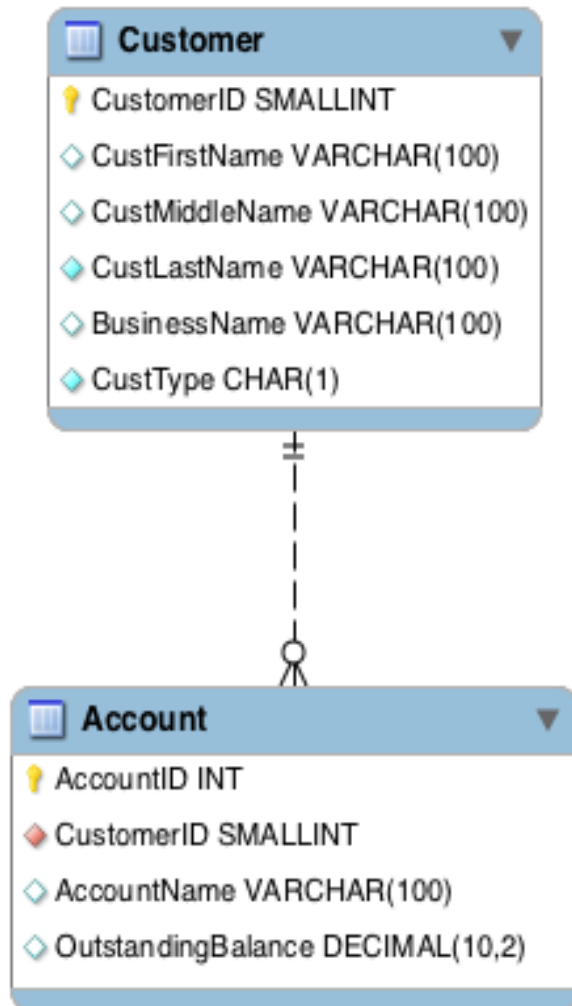 Customer
CustomerID SMALLINT
CustFirstName VARCHAR(100)
CustMiddleName VARCHAR(100)
CustLastName VARCHAR(100)
BusinessName VARCHAR(100)
CustType CHAR(1)
Account
AccountID INT
CustomerID SMALLINT
AccountName VARCHAR(100)
OutstandingBalance DECIMAL(10,2)